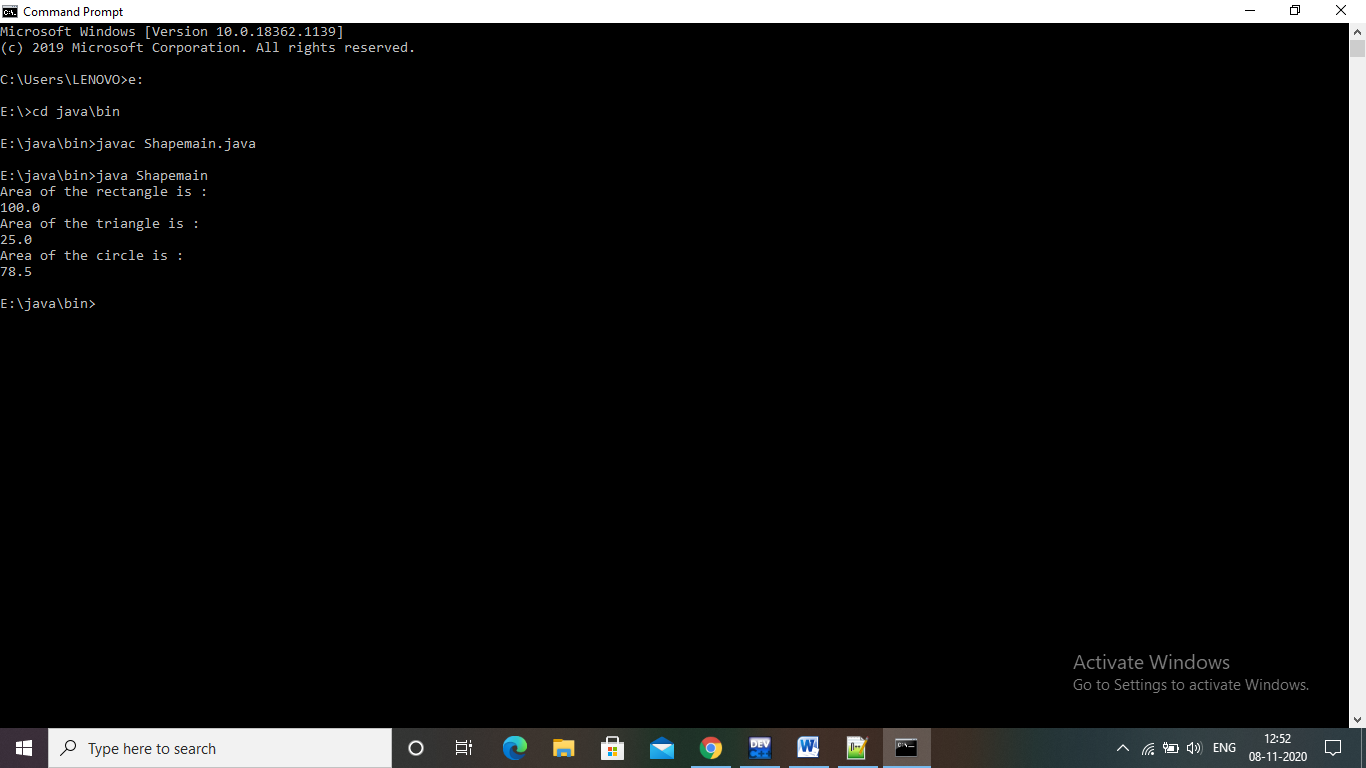 Command Prompt
Microsoft Windows [Version 10.0.18362.1139]
(c) 2019 Microsoft Corporation. All rights reserved.
C:\Users\LENOVO>e:
E:\>cd java\bin
E:\java\bin>javac Shapemain.java
E:\java\bin>java Shapemain
Area of the rectangle is :
100.0
Area of the triangle is :
25.0
Area of the circle is :
78.5
E:\java\bin>
Activate Windows
Go to Settings to activate Windows.
Type here to search
DEV
ENG
12:52
08-11-2020